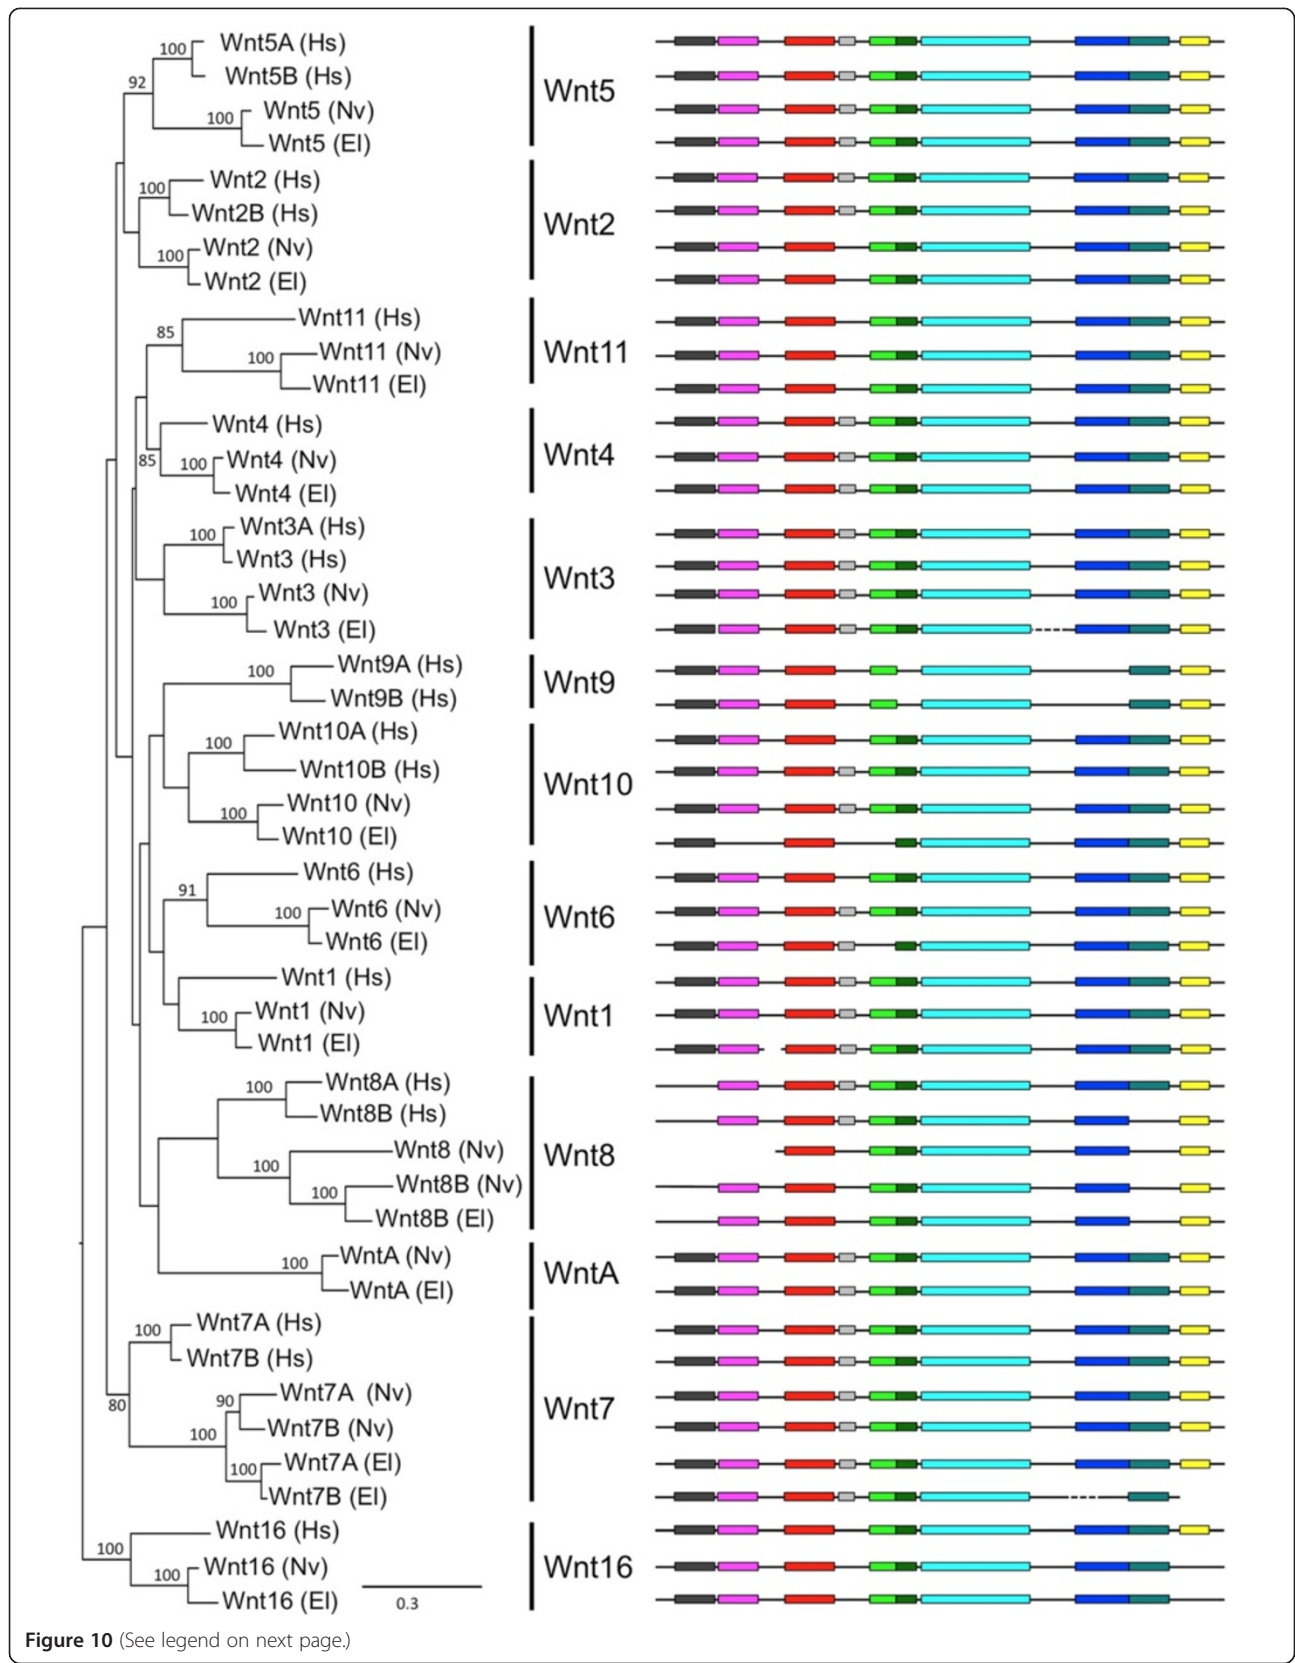 100
Wnt5A (Hs)
Wnt5B (Hs)
92
Wnt5 (Nv)
100
Wnt5 (El)
Wnt5
Wnt2 (Hs)
100
Wnt2B (Hs)
Wnt2 (Nv)
100
Wnt2 (El)
Wnt2
Wnt11 (Hs)
85
Wnt11 (Nv)
100
Wnt11 (El)
Wnt11
Wnt4 (Hs)
85
Wnt4 (Nv)
100
Wnt4 (El)
Wnt4
Wnt3A (Hs)
100
Wnt3 (Hs)
Wnt3 (Nv)
100
Wnt3 (El)
Wnt3
Wnt9A (Hs)
100
Wnt9B (Hs)
Wnt9
Wnt10A (Hs)
100
Wnt10B (Hs)
Wnt10 (Nv)
100
Wnt10 (El)
Wnt10
Wnt6 (Hs)
91
Wnt6 (Nv)
100
Wnt6 (El)
Wnt6
Wnt1 (Hs)
Wnt1 (Nv)
100
Wnt1 (El)
Wnt1
Wnt8A (Hs)
100
Wnt8B (Hs)
Wnt8 (Nv)
100
Wnt8B (Nv)
100
Wnt8B (El)
Wnt8
WntA (Nv)
100
WntA (El)
WntA
Wnt7A (Hs)
100
Wnt7B (Hs)
80
Wnt7A (Nv)
90
Wnt7B (Nv)
100
Wnt7A (El)
100
Wnt7B (El)
Wnt7
Wnt16 (Hs)
100
Wnt16 (Nv)
100
Wnt16 (El)
Wnt16
0.3
Figure 10 (See legend on next page.)